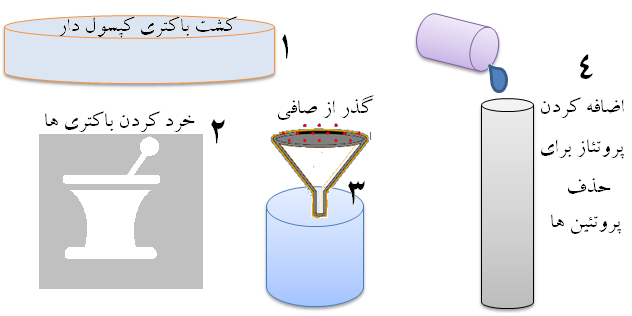 کشت باکتری کپسول دار
۱
خرد کردن باکتری ها
۲
گذر از صافی
۳
۴
اضافه کردن
پروتئاز برای
حذف
پروتئین ها